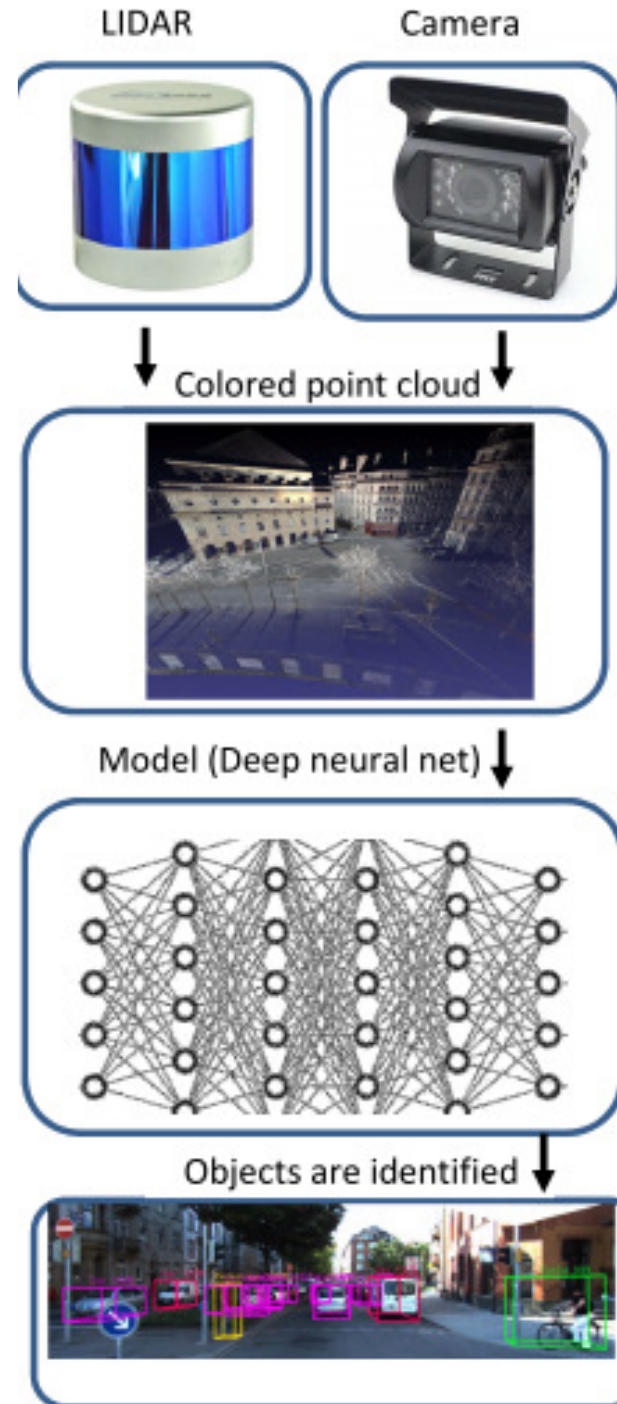 LIDAR
Camera
Colored point cloud
Model (Deep neural net)
Objects are identified